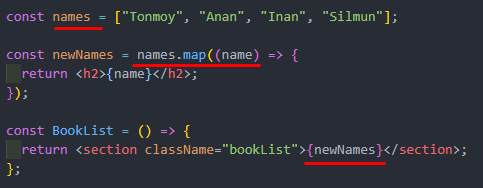 const names = ["Tonmoy", "Anan", "Inan", "Silmun"];
const newNames = names.map((name) => {
  return <h2>{name}</h2>;
});
const BookList = () => {
  return <section className="bookList">{newNames}</section>;
};